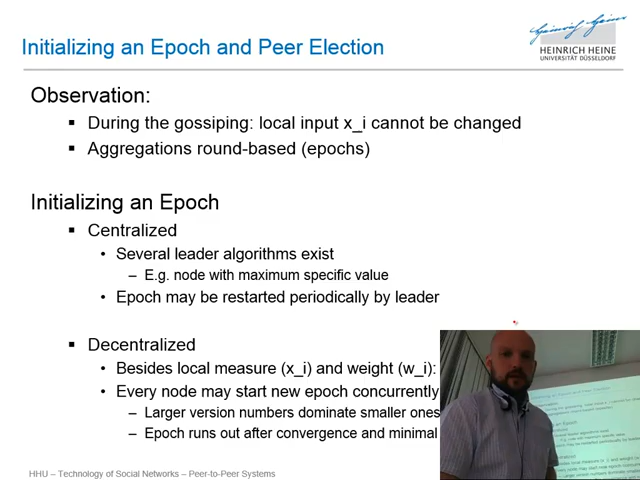 Initializing an Epoch and Peer Election
HEINRICH HEINE
UNIVERSITÄT DÜSSELDORF
Observation:
▪ During the gossiping: local input x_i cannot be changed
▪ Aggregations round-based (epochs)
Initializing an Epoch
▪ Centralized
• Several leader algorithms exist
– E.g. node with maximum specific value
• Epoch may be restarted periodically by leader
▪ Decentralized
• Besides local measure (x_i) and weight (w_i):
• Every node may start new epoch concurrently
– Larger version numbers dominate smaller ones
– Epoch runs out after convergence and minimal
HHU – Technology of Social Networks – Peer-to-Peer Systems